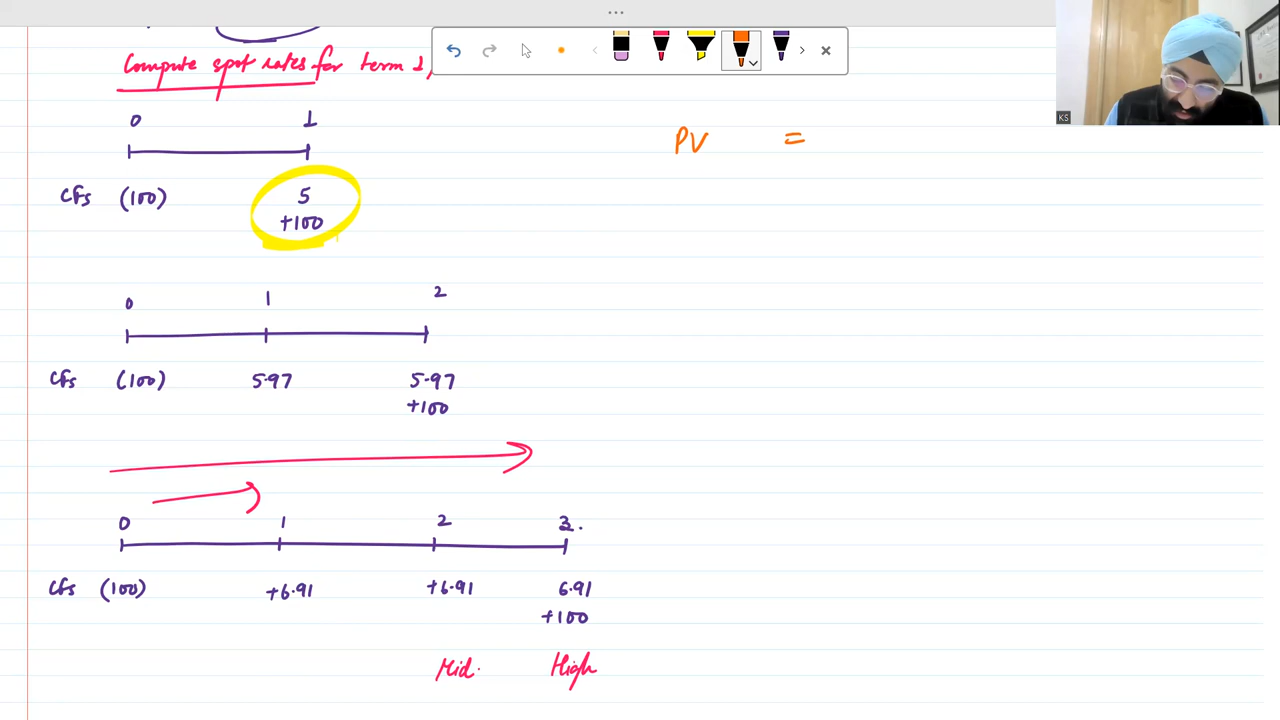 Compute spot rates for term 1,
0 1
CFs (100) 5
+100
PV =
0 1 2
CFs (100) 5.97 5.97
+100
0 1 2 3.
CFs (100) +6.91 +6.91 6.91
+100
Mid. High
KS